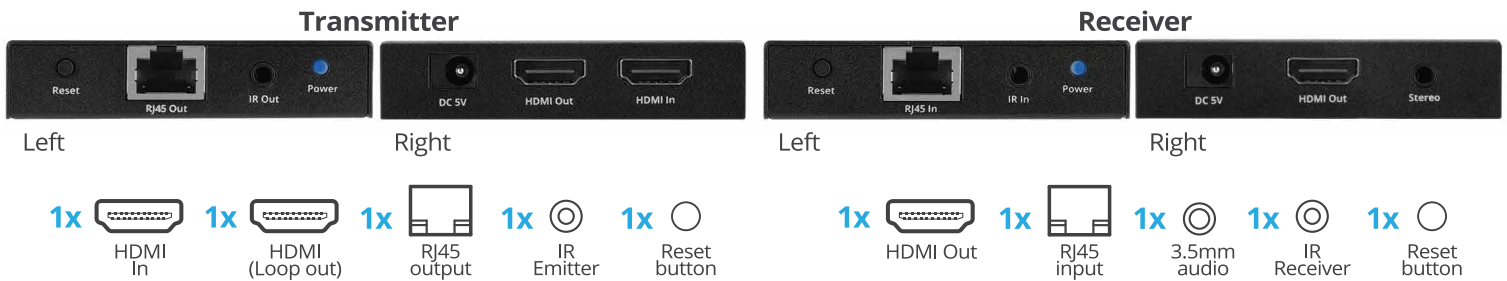 Transmitter
Receiver
Reset
RJ45 Out
IR Out
Power
DC 5V
HDMI Out
HDMI In
Reset
RJ45 In
IR In
Power
DC 5V
HDMI Out
Stereo
Left
Right
Left
Right
1x
HDMI
In
1x
HDMI
(Loop out)
1x
RJ45
output
1x
IR
Emitter
1x
Reset
button
1x
HDMI Out
1x
RJ45
input
1x
3.5mm
audio
1x
IR
Receiver
1x
Reset
button